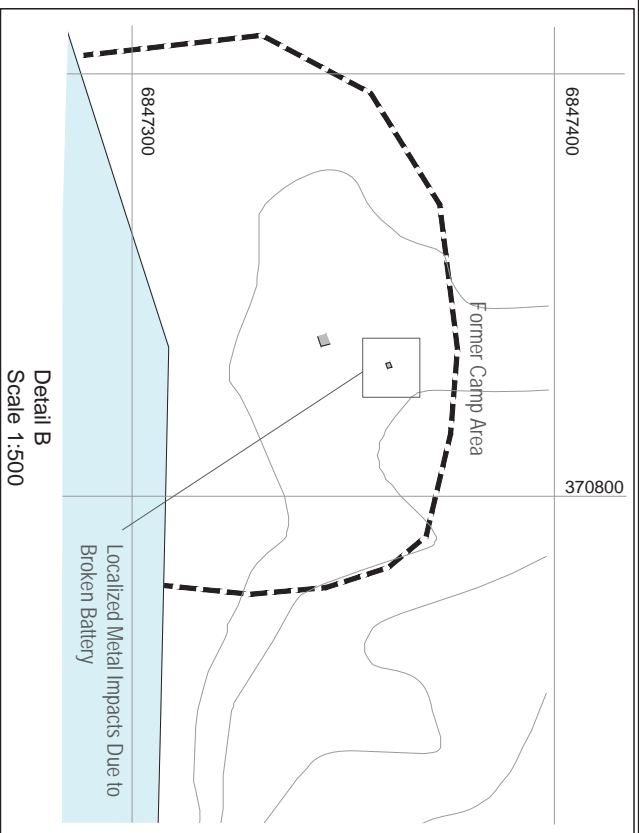 6847400
6847300
370800
Former Camp Area
Localized Metal Impacts Due to
Broken Battery
Detail B
Scale 1:500